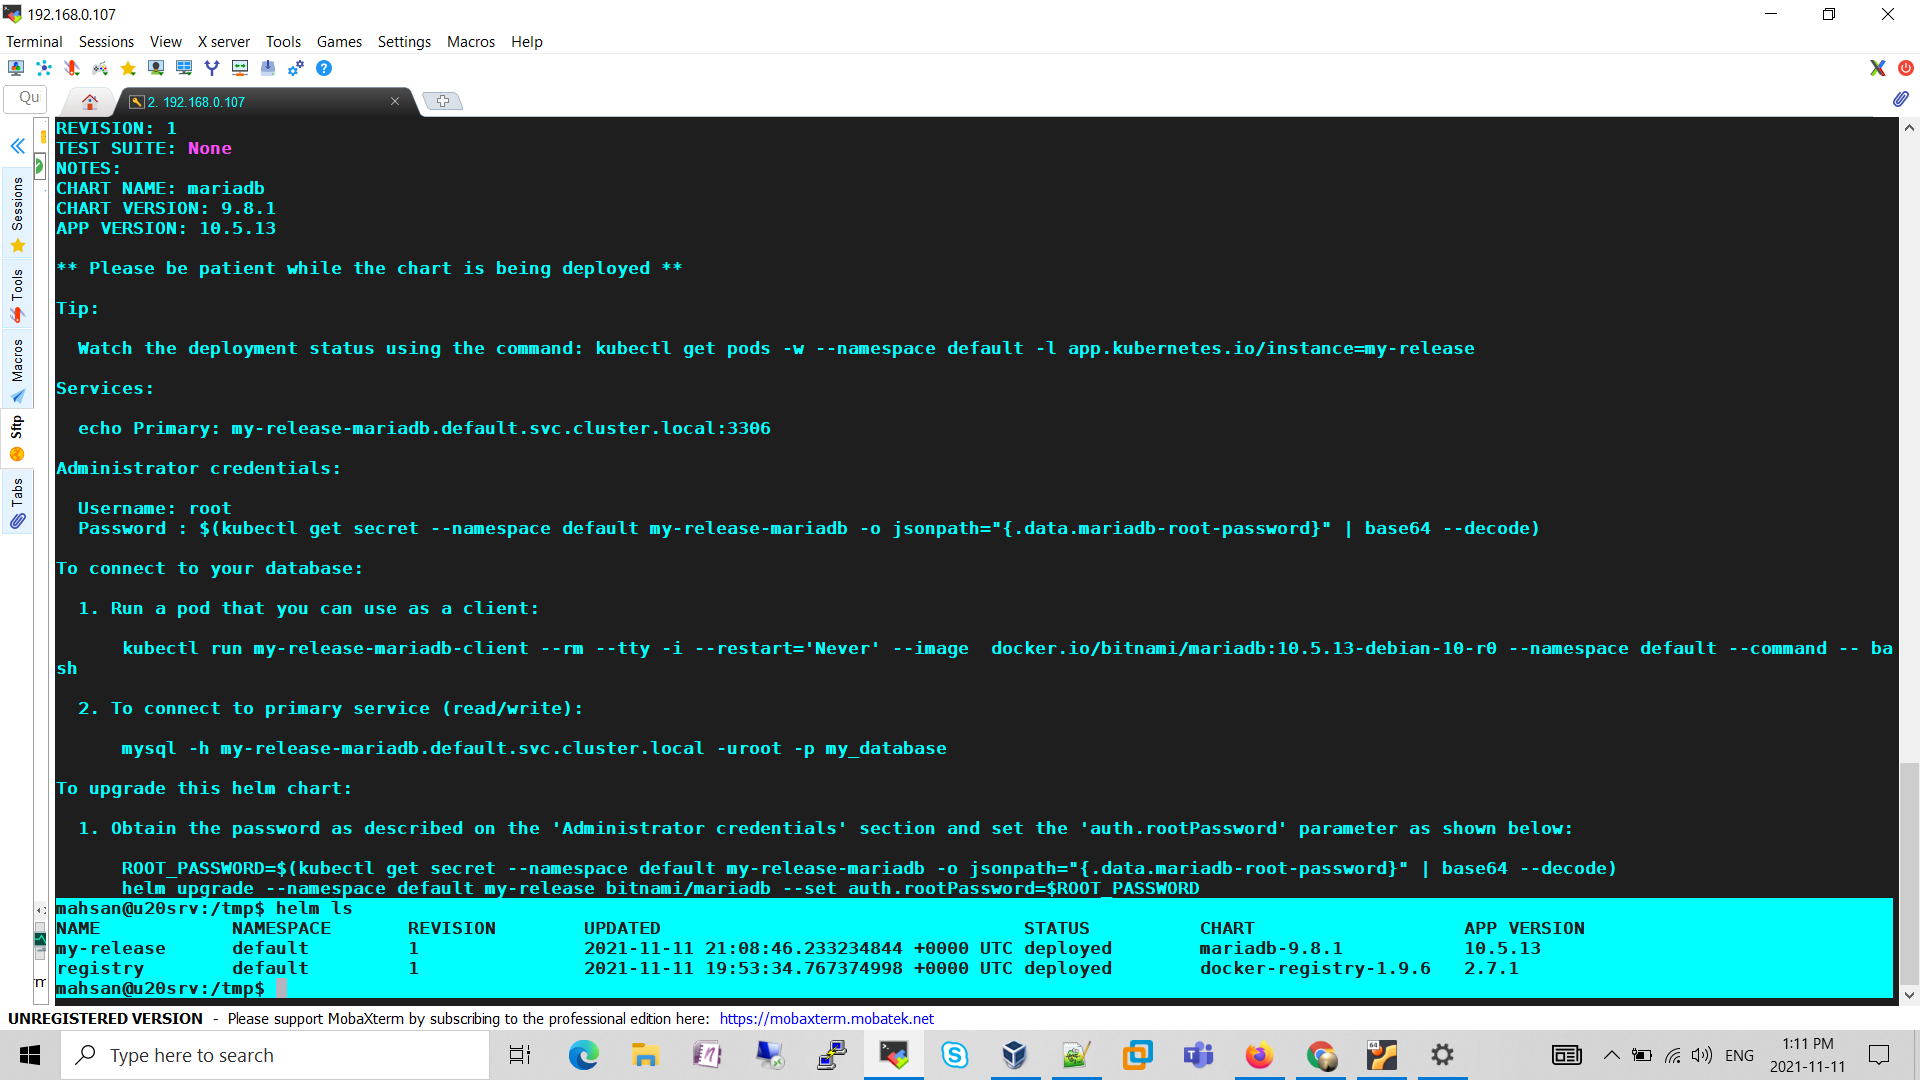 192.168.0.107
Terminal Sessions View X server Tools Games Settings Macros Help
Qu
2. 192.168.0.107
Sessions
Tools
Macros
Sftp
Tabs
REVISION: 1
TEST SUITE: None
NOTES:
CHART NAME: mariadb
CHART VERSION: 9.8.1
APP VERSION: 10.5.13
** Please be patient while the chart is being deployed **
Tip:
Watch the deployment status using the command: kubectl get pods -w --namespace default -l app.kubernetes.io/instance=my-release
Services:
echo Primary: my-release-mariadb.default.svc.cluster.local:3306
Administrator credentials:
Username: root
Password : $(kubectl get secret --namespace default my-release-mariadb -o jsonpath="{.data.mariadb-root-password}" | base64 --decode)
To connect to your database:
1. Run a pod that you can use as a client:
kubectl run my-release-mariadb-client --rm --tty -i --restart='Never' --image  docker.io/bitnami/mariadb:10.5.13-debian-10-r0 --namespace default --command -- ba
sh
2. To connect to primary service (read/write):
mysql -h my-release-mariadb.default.svc.cluster.local -uroot -p my_database
To upgrade this helm chart:
1. Obtain the password as described on the 'Administrator credentials' section and set the 'auth.rootPassword' parameter as shown below:
ROOT_PASSWORD=$(kubectl get secret --namespace default my-release-mariadb -o jsonpath="{.data.mariadb-root-password}" | base64 --decode)
helm upgrade --namespace default my-release bitnami/mariadb --set auth.rootPassword=$ROOT_PASSWORD
mahsan@u20srv:/tmp$ helm ls
NAME NAMESPACE REVISION UPDATED STATUS CHART APP VERSION
my-release default 1 2021-11-11 21:08:46.233234844 +0000 UTC deployed mariadb-9.8.1 10.5.13
registry default 1 2021-11-11 19:53:34.767374998 +0000 UTC deployed docker-registry-1.9.6 2.7.1
mahsan@u20srv:/tmp$
UNREGISTERED VERSION - Please support MobaXterm by subscribing to the professional edition here: https://mobaxterm.mobatek.net
Type here to search
ENG
1:11 PM
2021-11-11